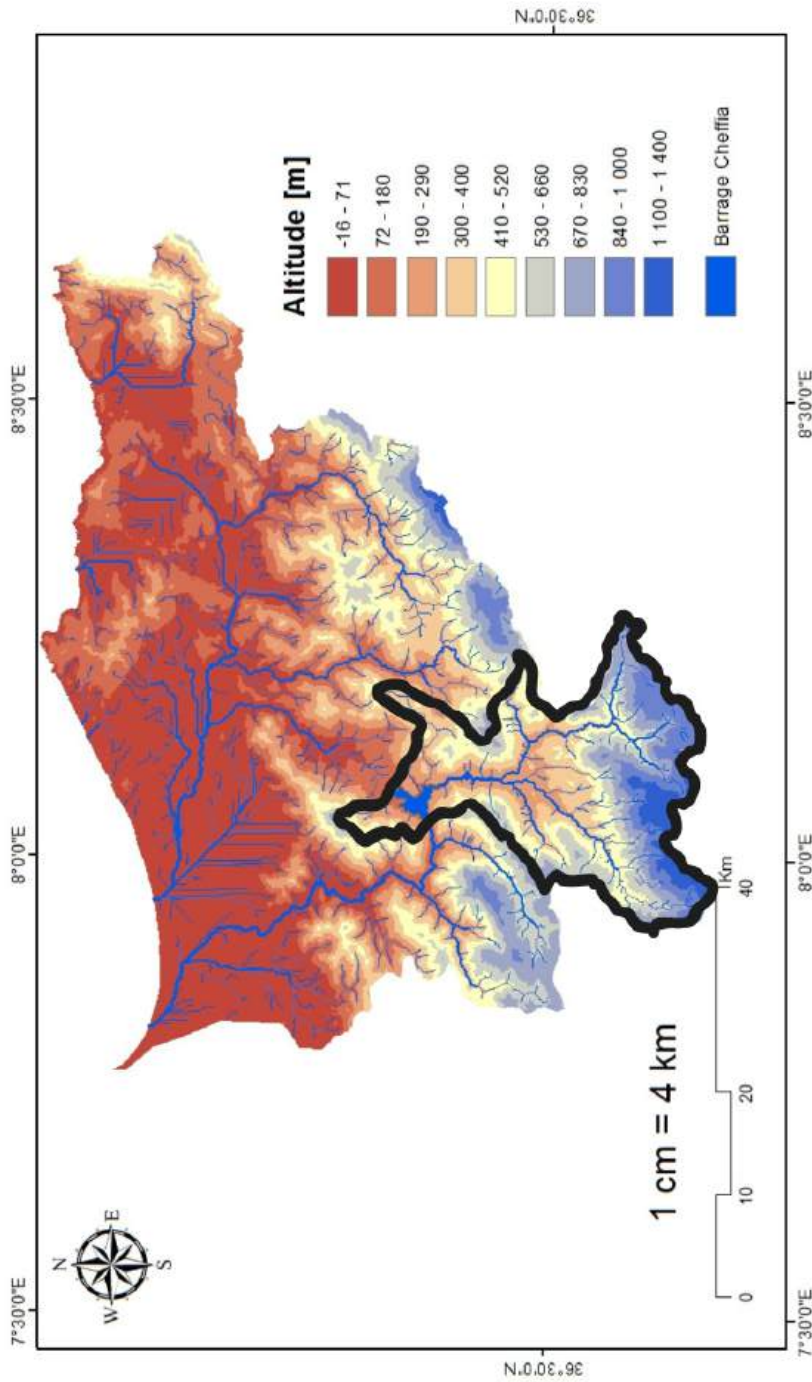 7°30'0"E
8°0'0"E
8°30'0"E
36°30'0"N
36°30'0"N
N
W
E
S
Altitude [m]
-16 - 71
72 - 180
190 - 290
300 - 400
410 - 520
530 - 660
670 - 830
840 - 1 000
1 100 - 1 400
Barrage Cheffia
1 cm = 4 km
0
10
20
40
Km
7°30'0"E
8°0'0"E
8°30'0"E